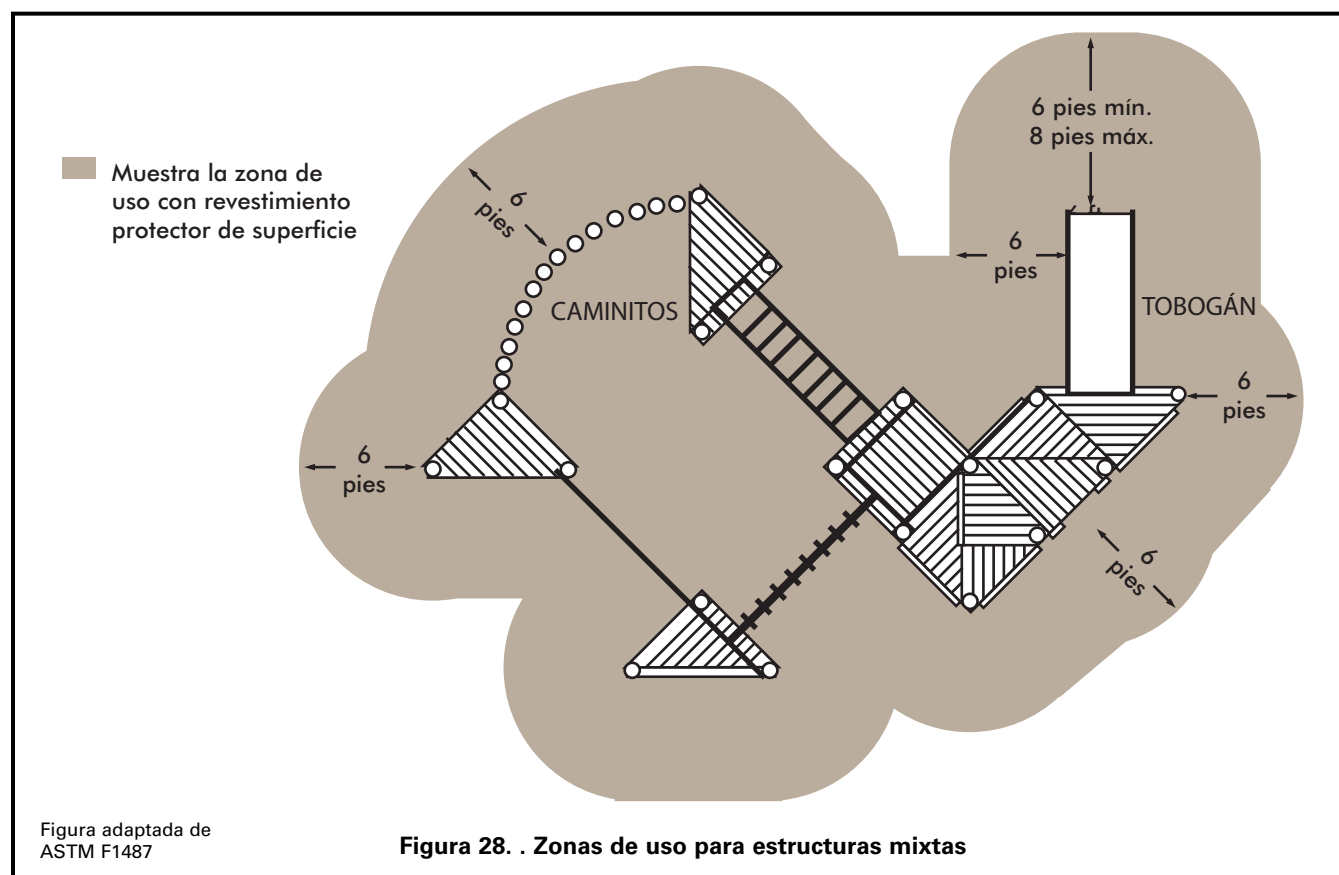 6 pies mín.
8 pies máx.
Muestra la zona de
uso con revestimiento
protector de superficie
6
pies
6
pies
CAMINITOS
TOBOGÁN
6
pies
6
pies
6
pies
Figura adaptada de
ASTM F1487
Figura 28. . Zonas de uso para estructuras mixtas